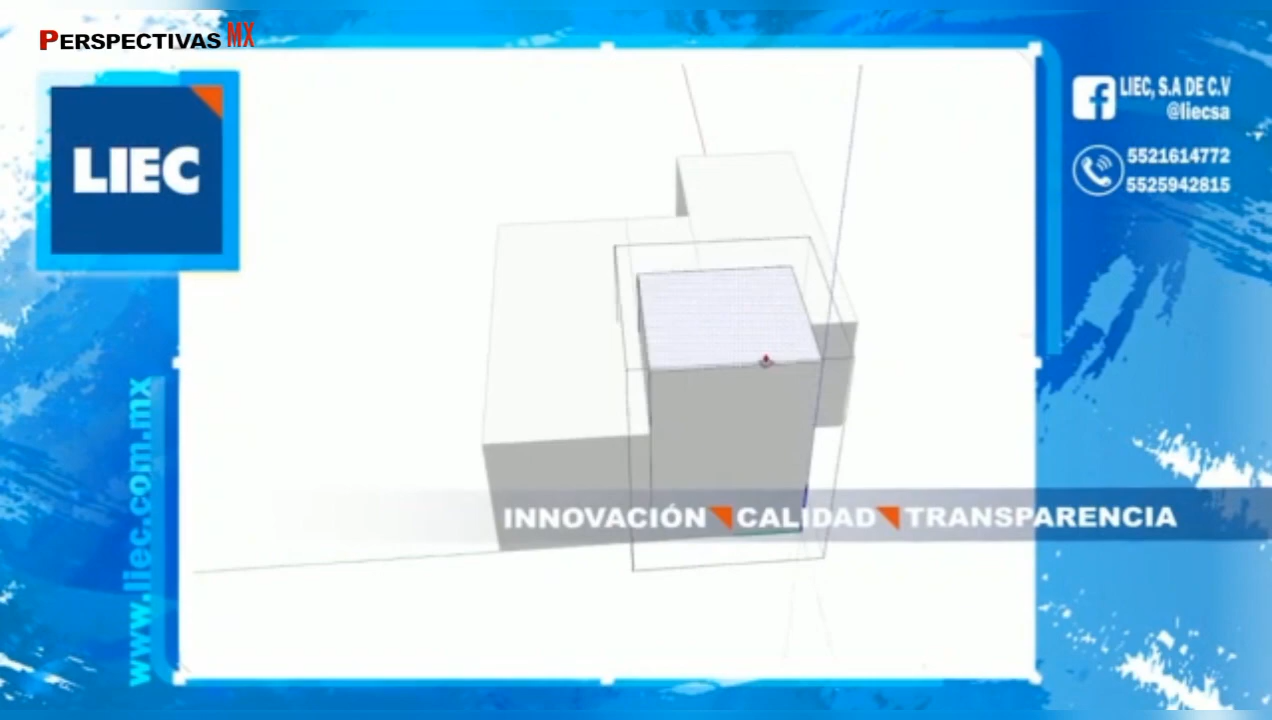 PERSPECTIVAS MX
LIEC
LIEC, S.A DE C.V
@liecsa
5521614772
5525942815
www.liec.com.mx
INNOVACIÓN CALIDAD TRANSPARENCIA